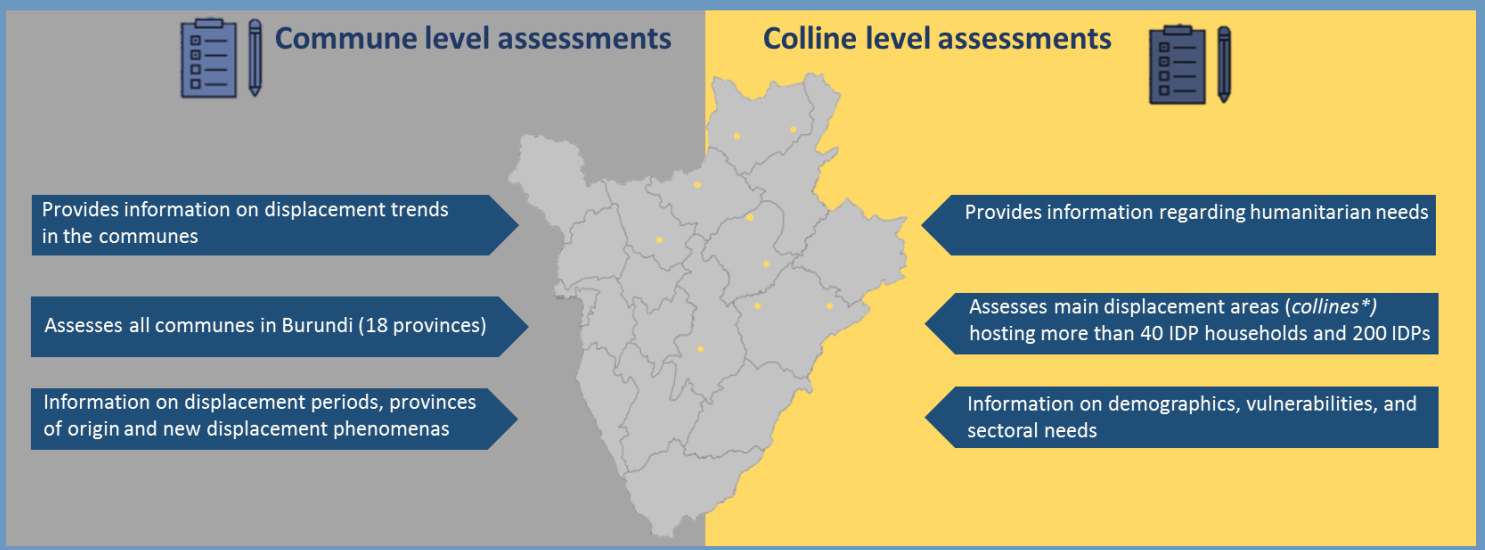 Commune level assessments
Colline level assessments
Provides information on displacement trends
in the communes
Assesses all communes in Burundi (18 provinces)
Information on displacement periods, provinces
of origin and new displacement phenomenas
Provides information regarding humanitarian needs
Assesses main displacement areas (collines*)
hosting more than 40 IDP households and 200 IDPs
Information on demographics, vulnerabilities, and
sectoral needs